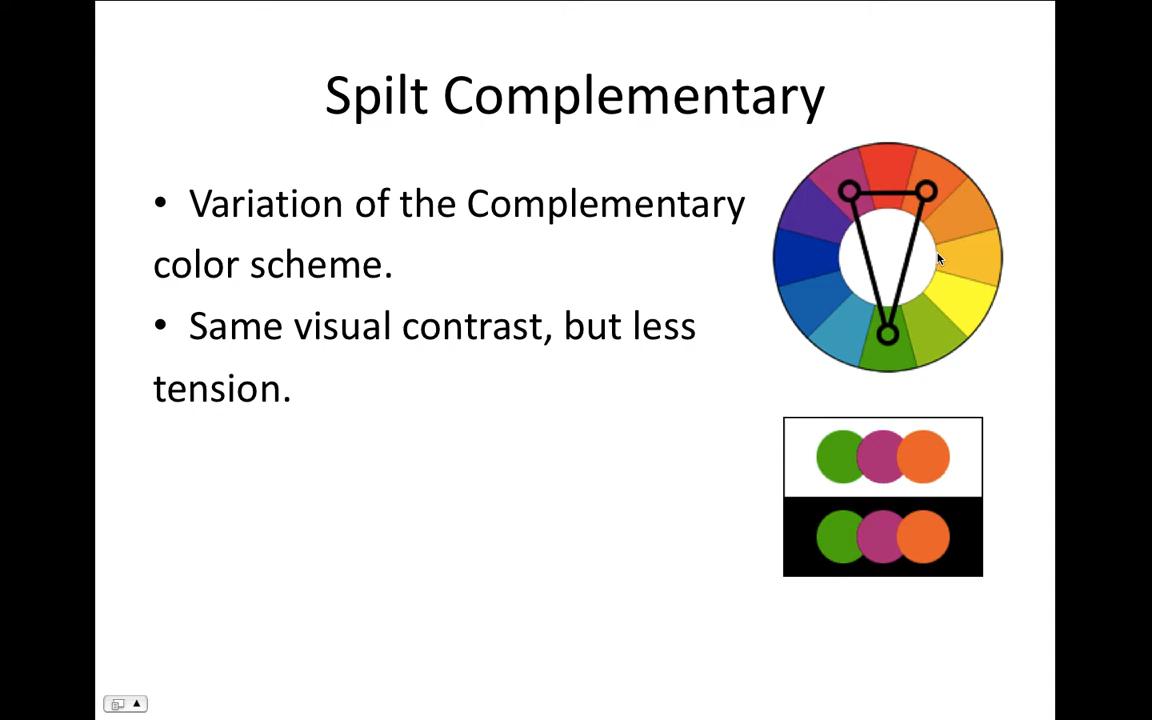 Spilt Complementary
• Variation of the Complementary
color scheme.
• Same visual contrast, but less
tension.